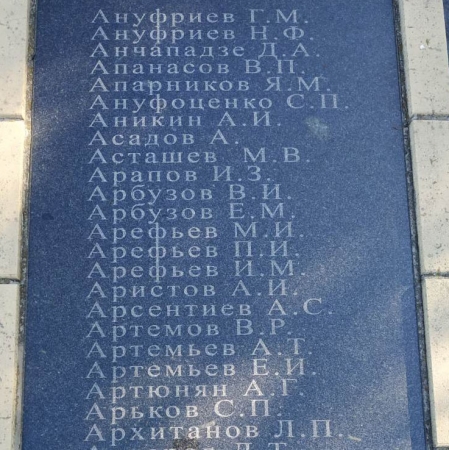 Ануфриев Г.М.
Ануфриев Н.Ф.
Анчападзе Д.А.
Апанасов В.П.
Апарников Я.М.
Ануфоценко С.П.
Аникин А.И.
Асадов А.
Асташев М.В.
Арапов И.З.
Арбузов В.И.
Арбузов Е.М.
Арефьев М.И.
Арефьев П.И.
Арефьев И.М.
Аристов А.И.
Арсентиев А.С.
Артемов В.Р.
Артемьев А.Т.
Артемьев Е.И.
Артюнян А.Г.
Арьков С.П.
Архитанов Л.П.